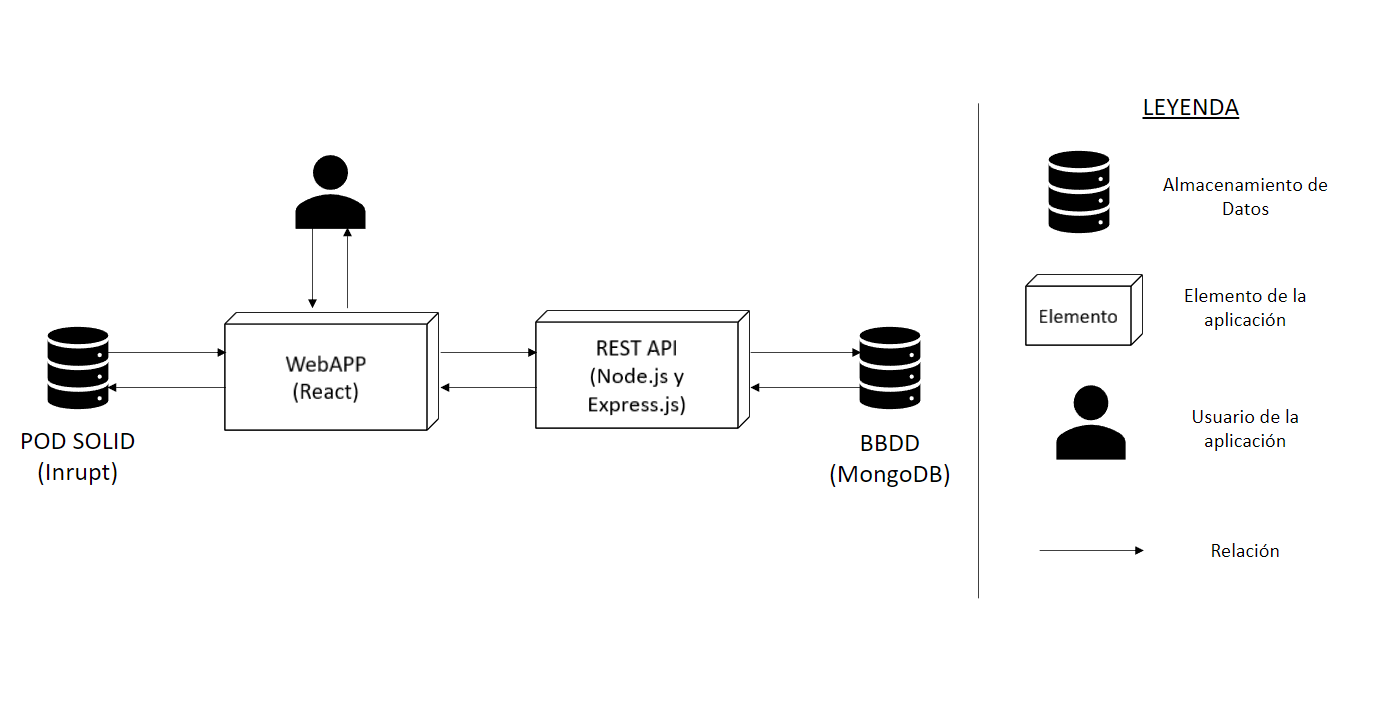 POD SOLID
(Inrupt)
WebAPP
(React)
REST API
(Node.js y
Express.js)
BBDD
(MongoDB)
LEYENDA
Almacenamiento de
Datos
Elemento
Elemento de la
aplicación
Usuario de la
aplicación
Relación